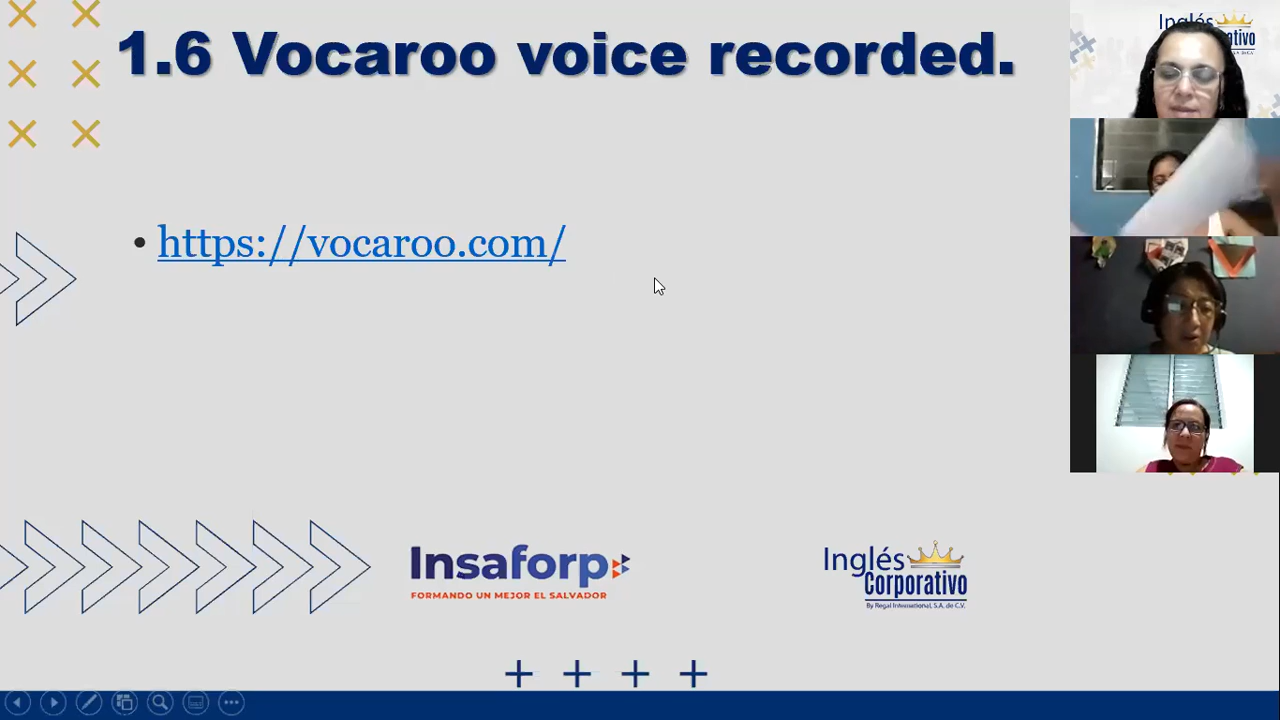 1.6 Vocaroo voice recorded.
• https://vocaroo.com/
Insaforp
FORMANDO UN MEJOR EL SALVADOR
Inglés
Corporativo
By Regal International, S.A. de C.V.
Inglés